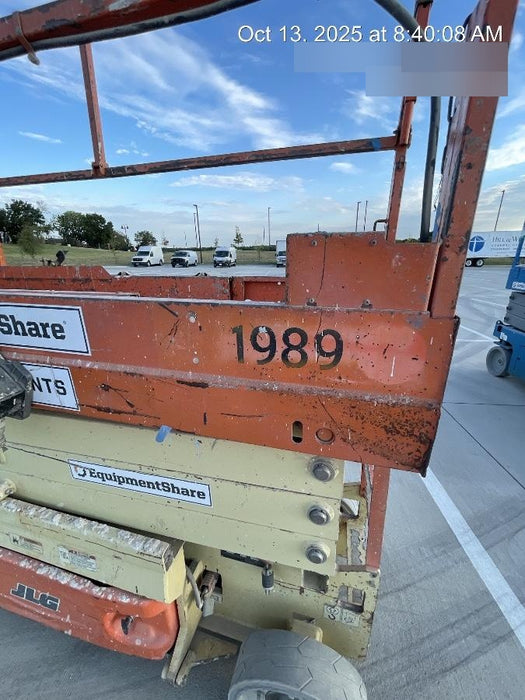 Oct 13, 2025 at 8:40:08 AM
Share
1989
NTS
EquipmentShare
JLG